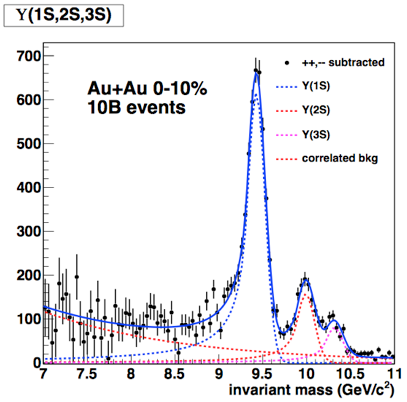 Υ(1S,2S,3S)
700
600
500
400
300
200
100
0
Au+Au 0-10%
10B events
++,-- subtracted
Υ(1S)
Υ(2S)
Υ(3S)
correlated bkg
7 7.5 8 8.5 9 9.5 10 10.5 11
invariant mass (GeV/c²)